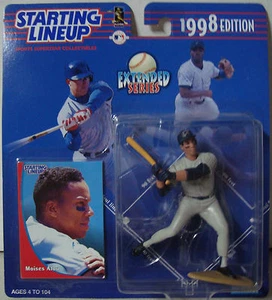 STARTING
LINEUP
1998 EDITION
EXTENDED
SERIES
STARTING
LINEUP
Moises Alou
AGES 4 TO 104